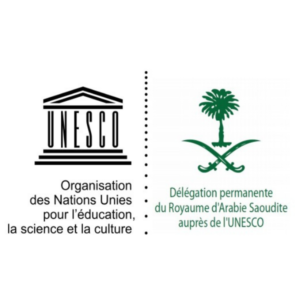 UNESCO
Organisation
des Nations Unies
pour l'éducation,
la science et la culture
Délégation permanente
du Royaume d'Arabie Saoudite
auprès de l'UNESCO